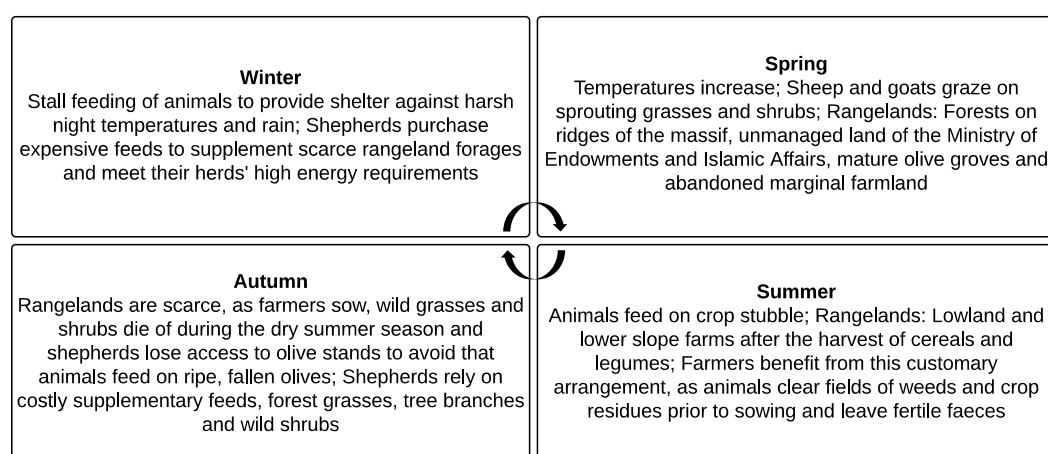 Winter
Stall feeding of animals to provide shelter against harsh
night temperatures and rain; Shepherds purchase
expensive feeds to supplement scarce rangeland forages
and meet their herds' high energy requirements
Spring
Temperatures increase; Sheep and goats graze on
sprouting grasses and shrubs; Rangelands: Forests on
ridges of the massif, unmanaged land of the Ministry of
Endowments and Islamic Affairs, mature olive groves and
abandoned marginal farmland
Autumn
Rangelands are scarce, as farmers sow, wild grasses and
shrubs die of during the dry summer season and
shepherds lose access to olive stands to avoid that
animals feed on ripe, fallen olives; Shepherds rely on
costly supplementary feeds, forest grasses, tree branches
and wild shrubs
Summer
Animals feed on crop stubble; Rangelands: Lowland and
lower slope farms after the harvest of cereals and
legumes; Farmers benefit from this customary
arrangement, as animals clear fields of weeds and crop
residues prior to sowing and leave fertile faeces